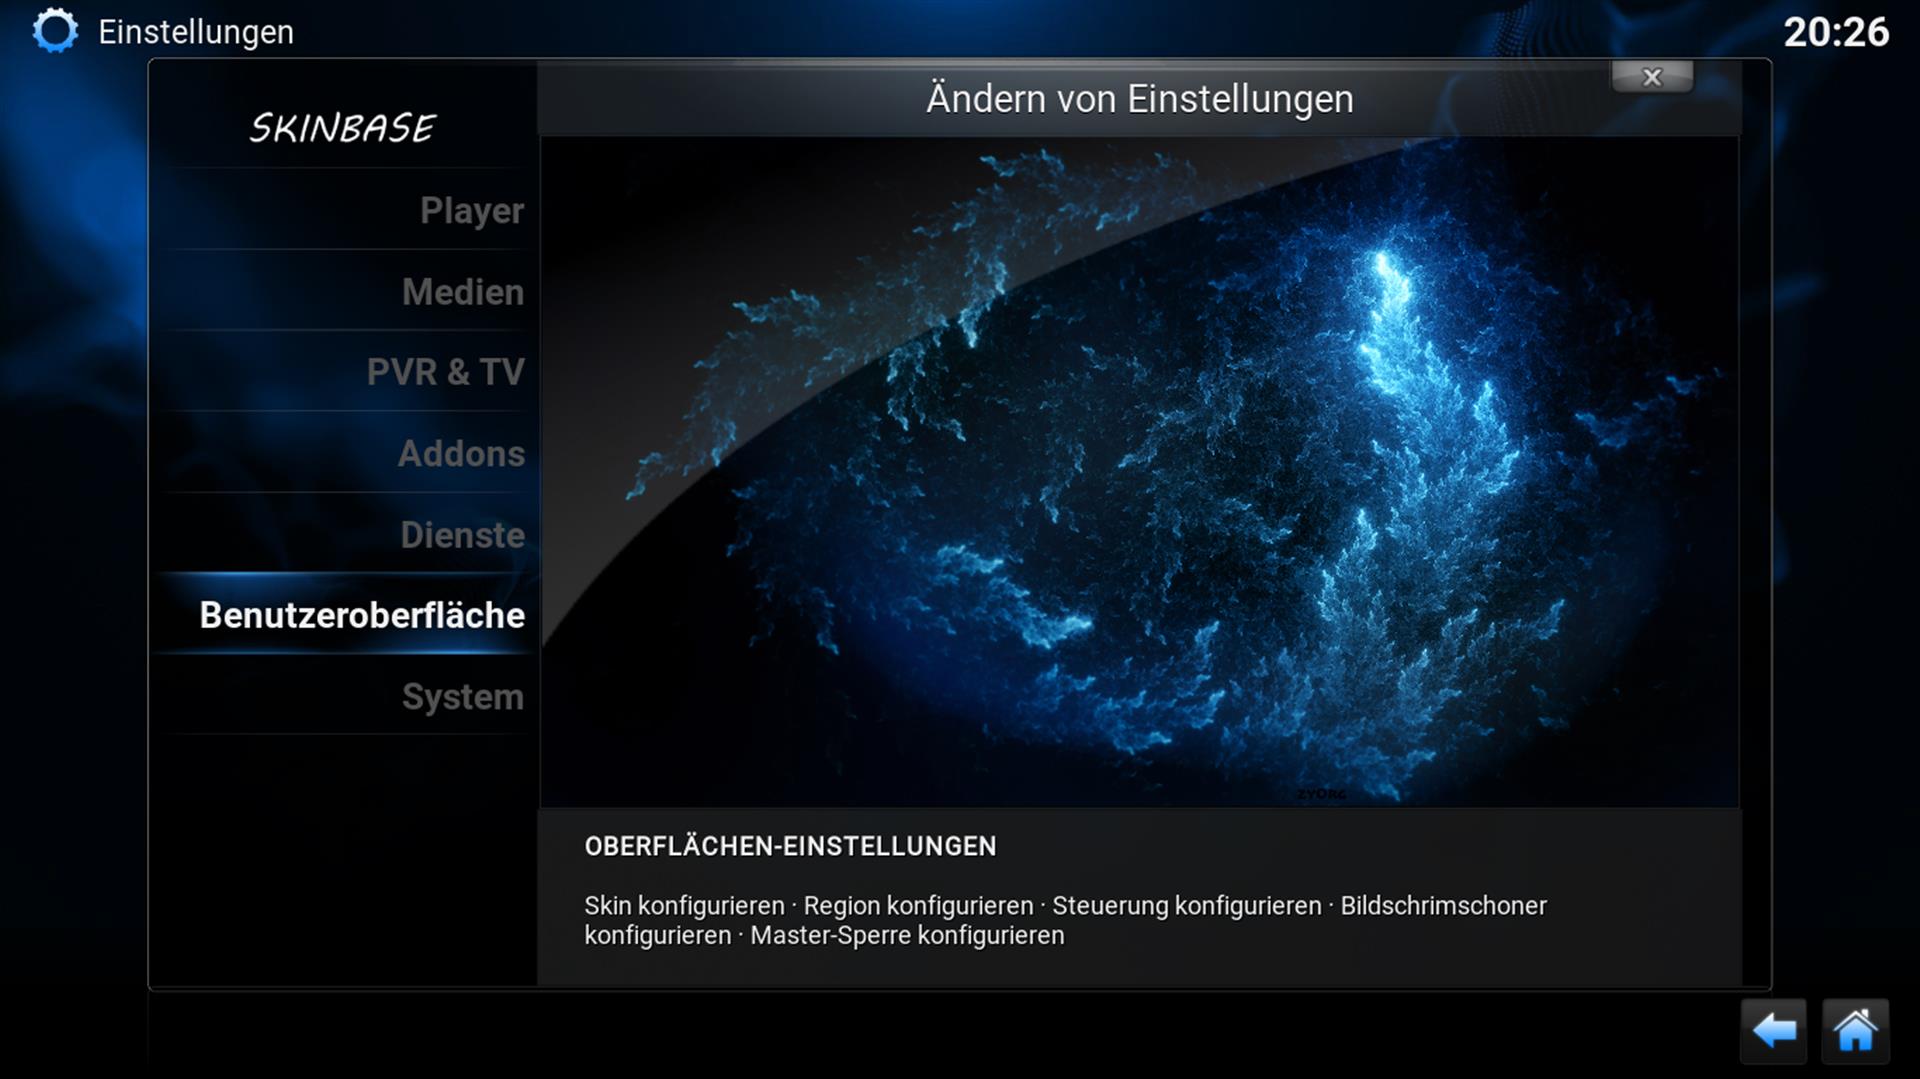 Einstellungen
20:26
SKINBASE
Ändern von Einstellungen
Player
Medien
PVR & TV
Addons
Dienste
Benutzeroberfläche
System
zyORG
OBERFLÄCHEN-EINSTELLUNGEN
Skin konfigurieren · Region konfigurieren · Steuerung konfigurieren · Bildschrimschoner
konfigurieren · Master-Sperre konfigurieren